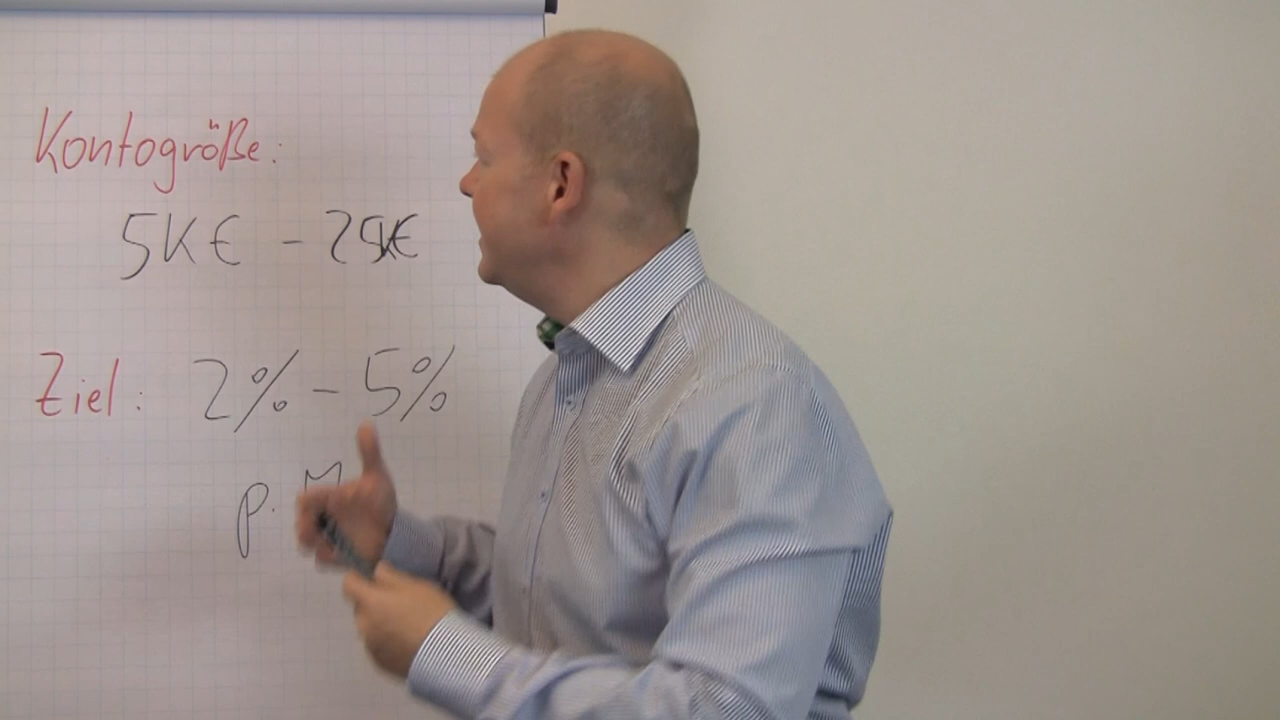 Kontogröße:
5K€ - 25K€
Ziel: 2% - 5%
p. M